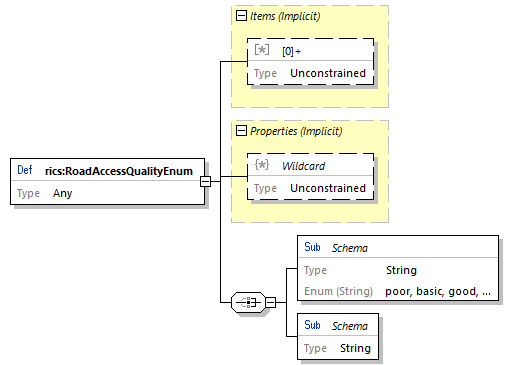 Items (Implicit)
[*] [0]+
Type Unconstrained
Properties (Implicit)
{*} Wildcard
Type Unconstrained
Def rics:RoadAccessQualityEnum
Type Any
Sub Schema
Type String
Enum (String) poor, basic, good, ...
Sub Schema
Type String